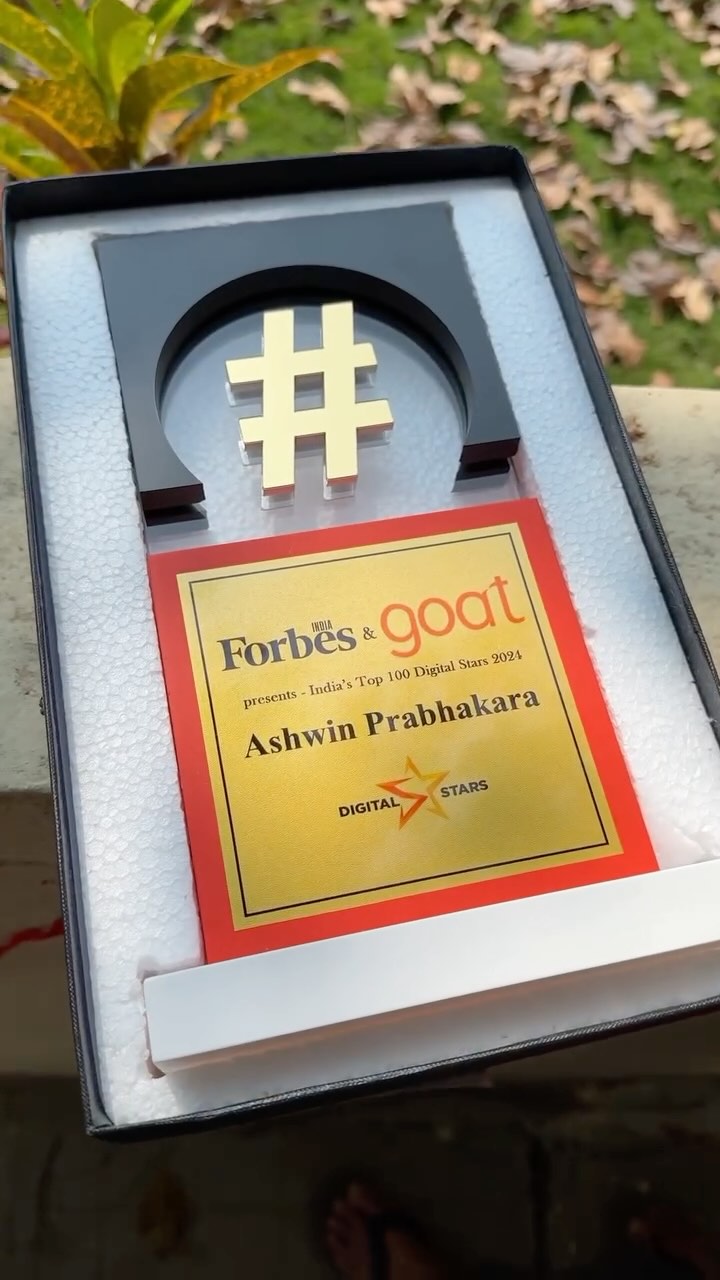 #
Forbes INDIA & goat
presents - India's Top 100 Digital Stars 2024
Ashwin Prabhakara
DIGITAL STARS